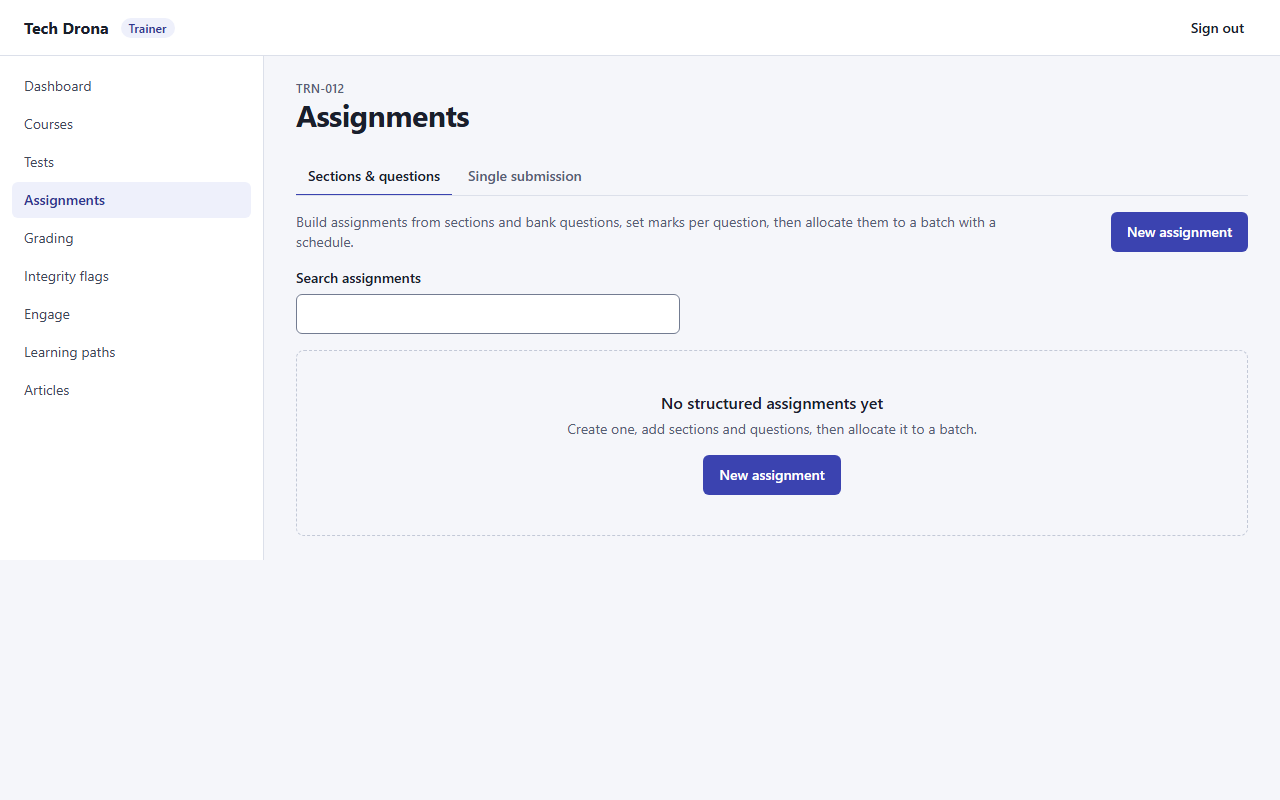 Tech Drona
Trainer
Sign out
Dashboard
Courses
Tests
Assignments
Grading
Integrity flags
Engage
Learning paths
Articles
TRN-012
Assignments
Sections & questions
Single submission
Build assignments from sections and bank questions, set marks per question, then allocate them to a batch with a
schedule.
New assignment
Search assignments
No structured assignments yet
Create one, add sections and questions, then allocate it to a batch.
New assignment